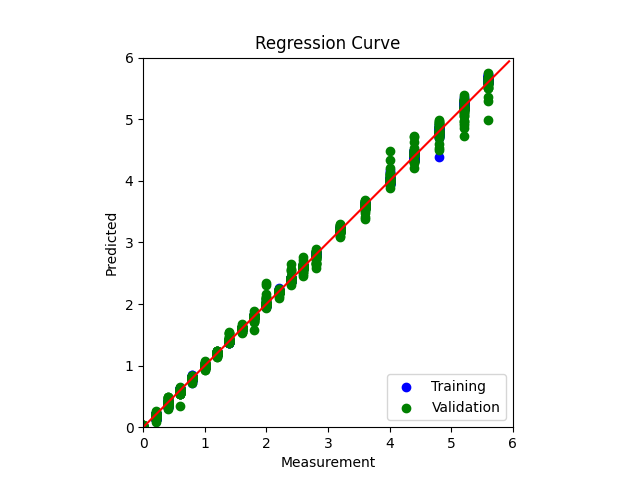 Regression Curve
6
5
4
3
2
1
0
Predicted
0 1 2 3 4 5 6
Measurement
Training
Validation